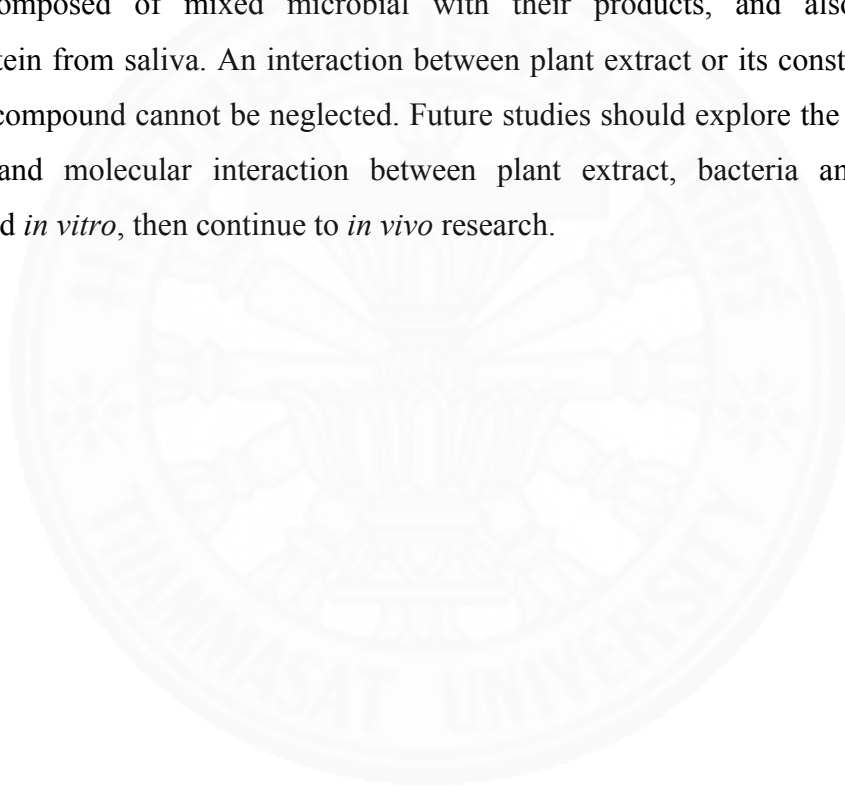 omposed of mixed microbial with their products, and also
tein from saliva. An interaction between plant extract or its const
compound cannot be neglected. Future studies should explore the
and molecular interaction between plant extract, bacteria an
d in vitro, then continue to in vivo research.
THAMMASAT UNIVERSITY